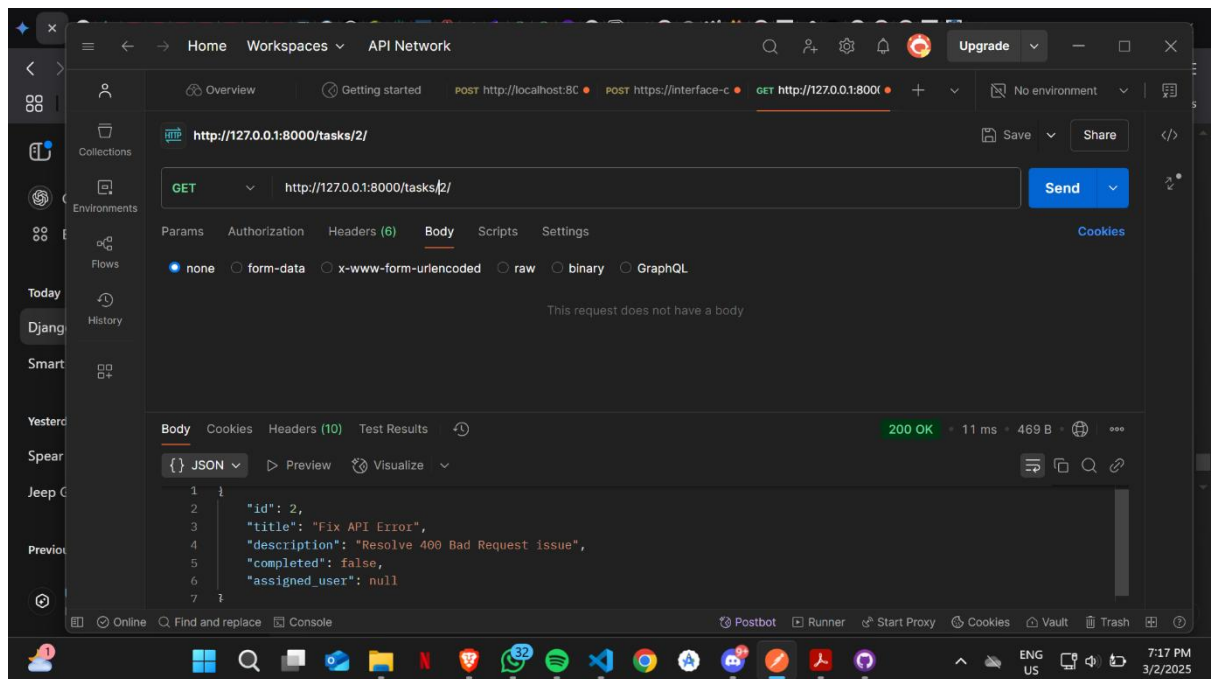 Home Workspaces API Network Upgrade
Overview Getting started POST http://localhost:8C POST https://interface-c GET http://127.0.0.1:8000( No environment
HTTP http://127.0.0.1:8000/tasks/2/ Save Share
Collections
GET http://127.0.0.1:8000/tasks/2/ Send
Environments
Params Authorization Headers (6) Body Scripts Settings Cookies
Flows
none form-data x-www-form-urlencoded raw binary GraphQL
This request does not have a body
Today
History
Djang
Smart
Yesterd
Body Cookies Headers (10) Test Results 200 OK 11 ms 469 B
Spear
{} JSON Preview Visualize
Jeep G
1 {
2 "id": 2,
3 "title": "Fix API Error",
4 "description": "Resolve 400 Bad Request issue",
5 "completed": false,
6 "assigned_user": null
7 }
Previou
Online Find and replace Console Postbot Runner Start Proxy Cookies Vault Trash
1 32 ENG 7:17 PM
US 3/2/2025